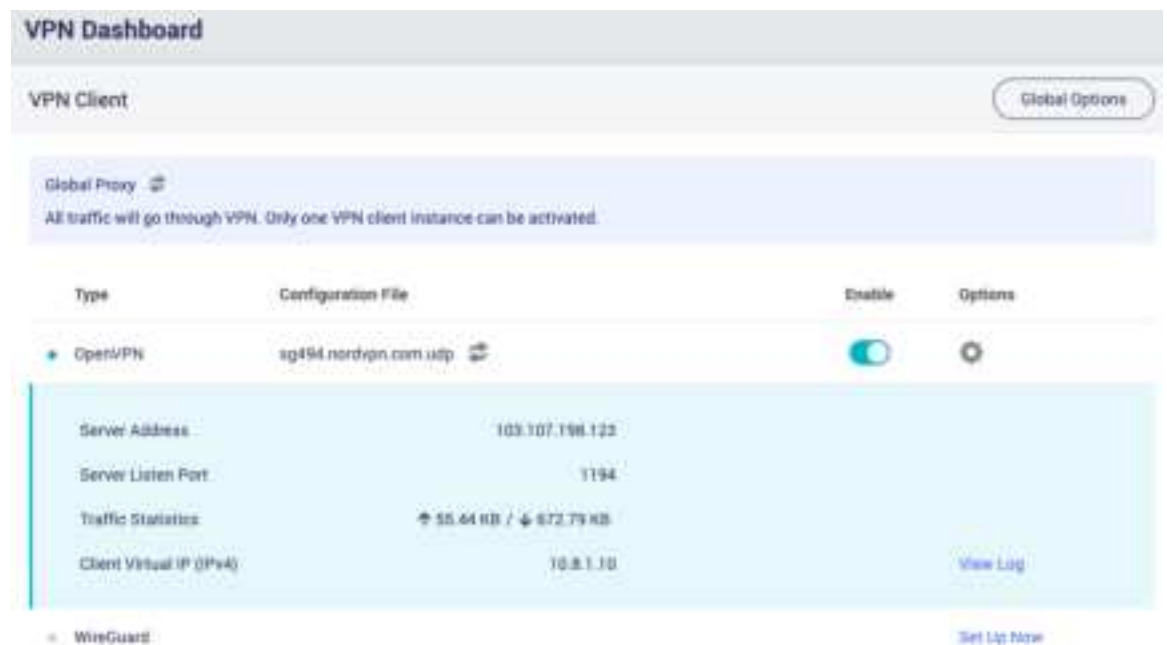 VPN Dashboard
VPN Client
Global Options
Global Proxy
All traffic will go through VPN. Only one VPN client instance can be activated.
Type Configuration File Enable Options
OpenVPN sg494.nordvpn.com.udp
Server Address 103.107.198.123
Server Listen Port 1194
Traffic Statistics ↑ 55.44 KB / ↓ 672.79 KB
Client Virtual IP (IPv4) 10.8.1.10 View Log
WireGuard Set Up Now